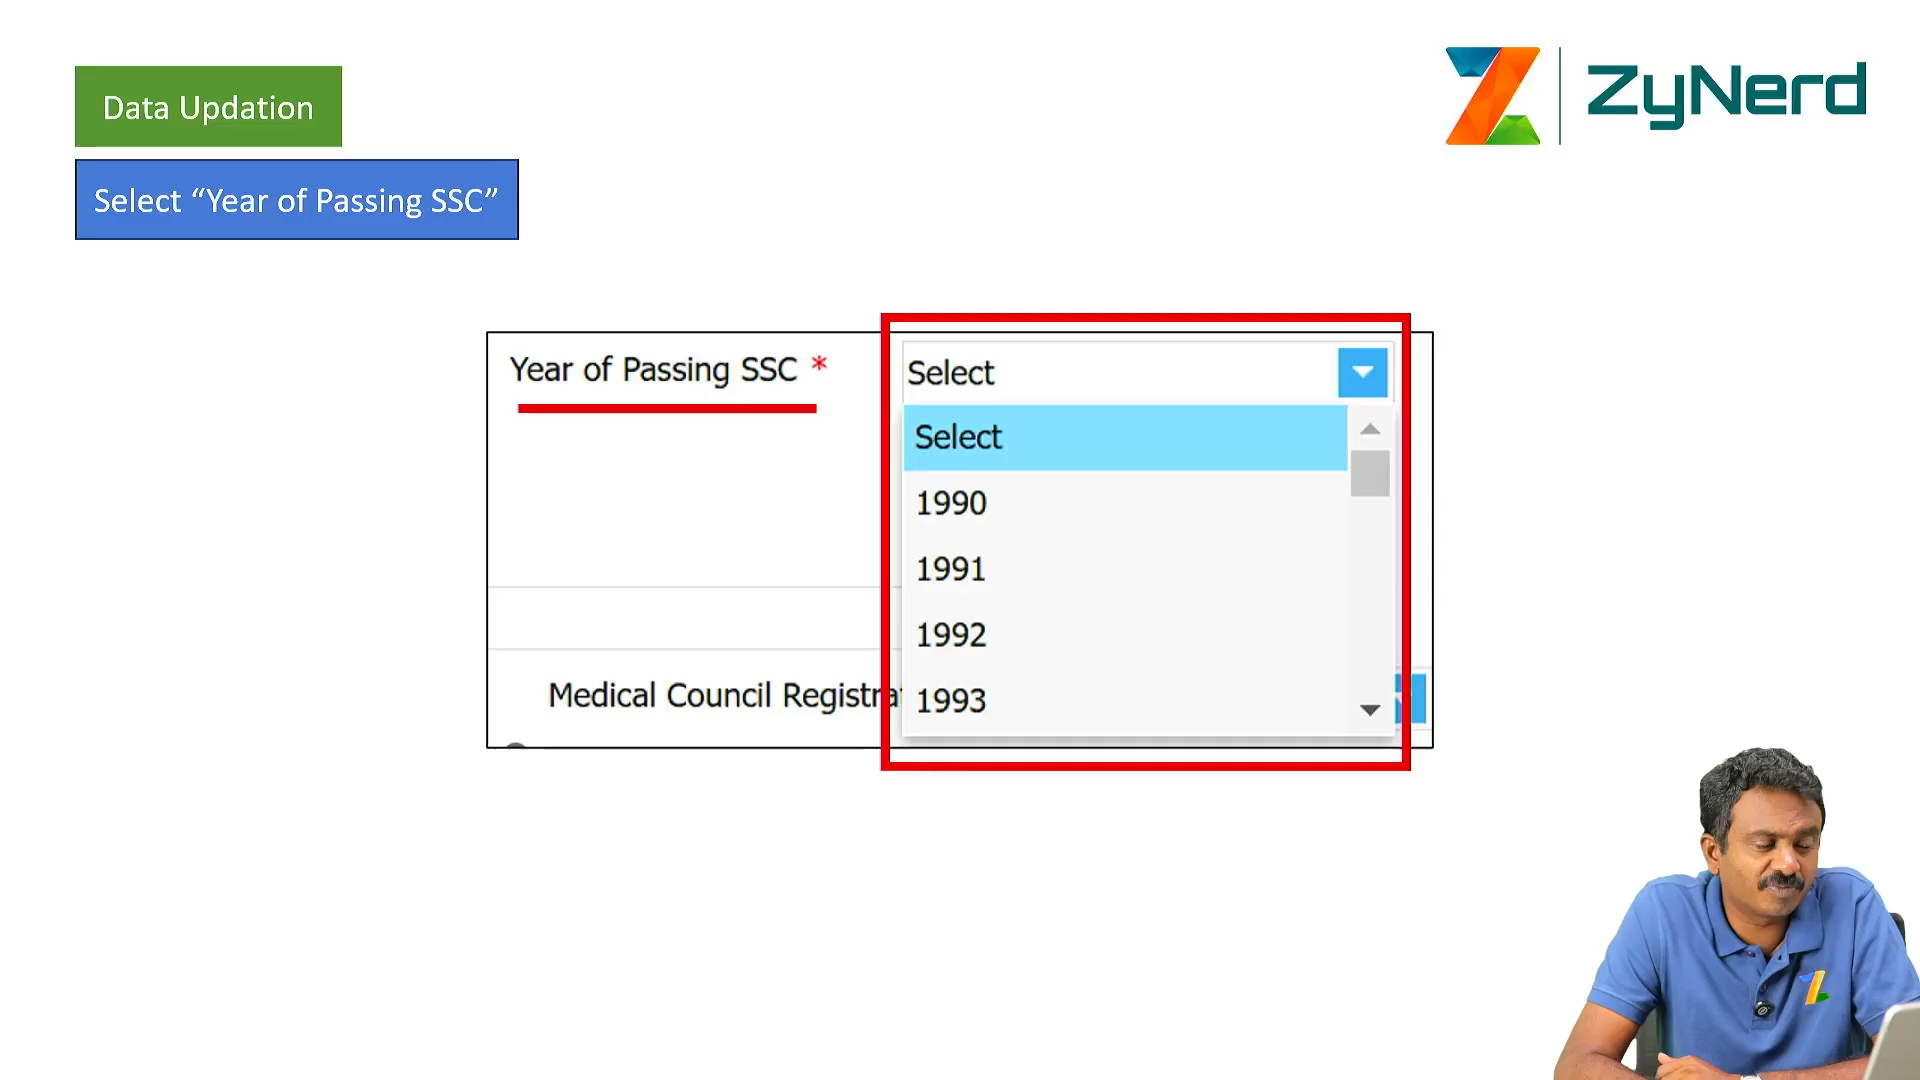 Data Updation
ZyNerd
Select “Year of Passing SSC”
Year of Passing SSC *
Select
Select
1990
1991
1992
1993
Medical Council